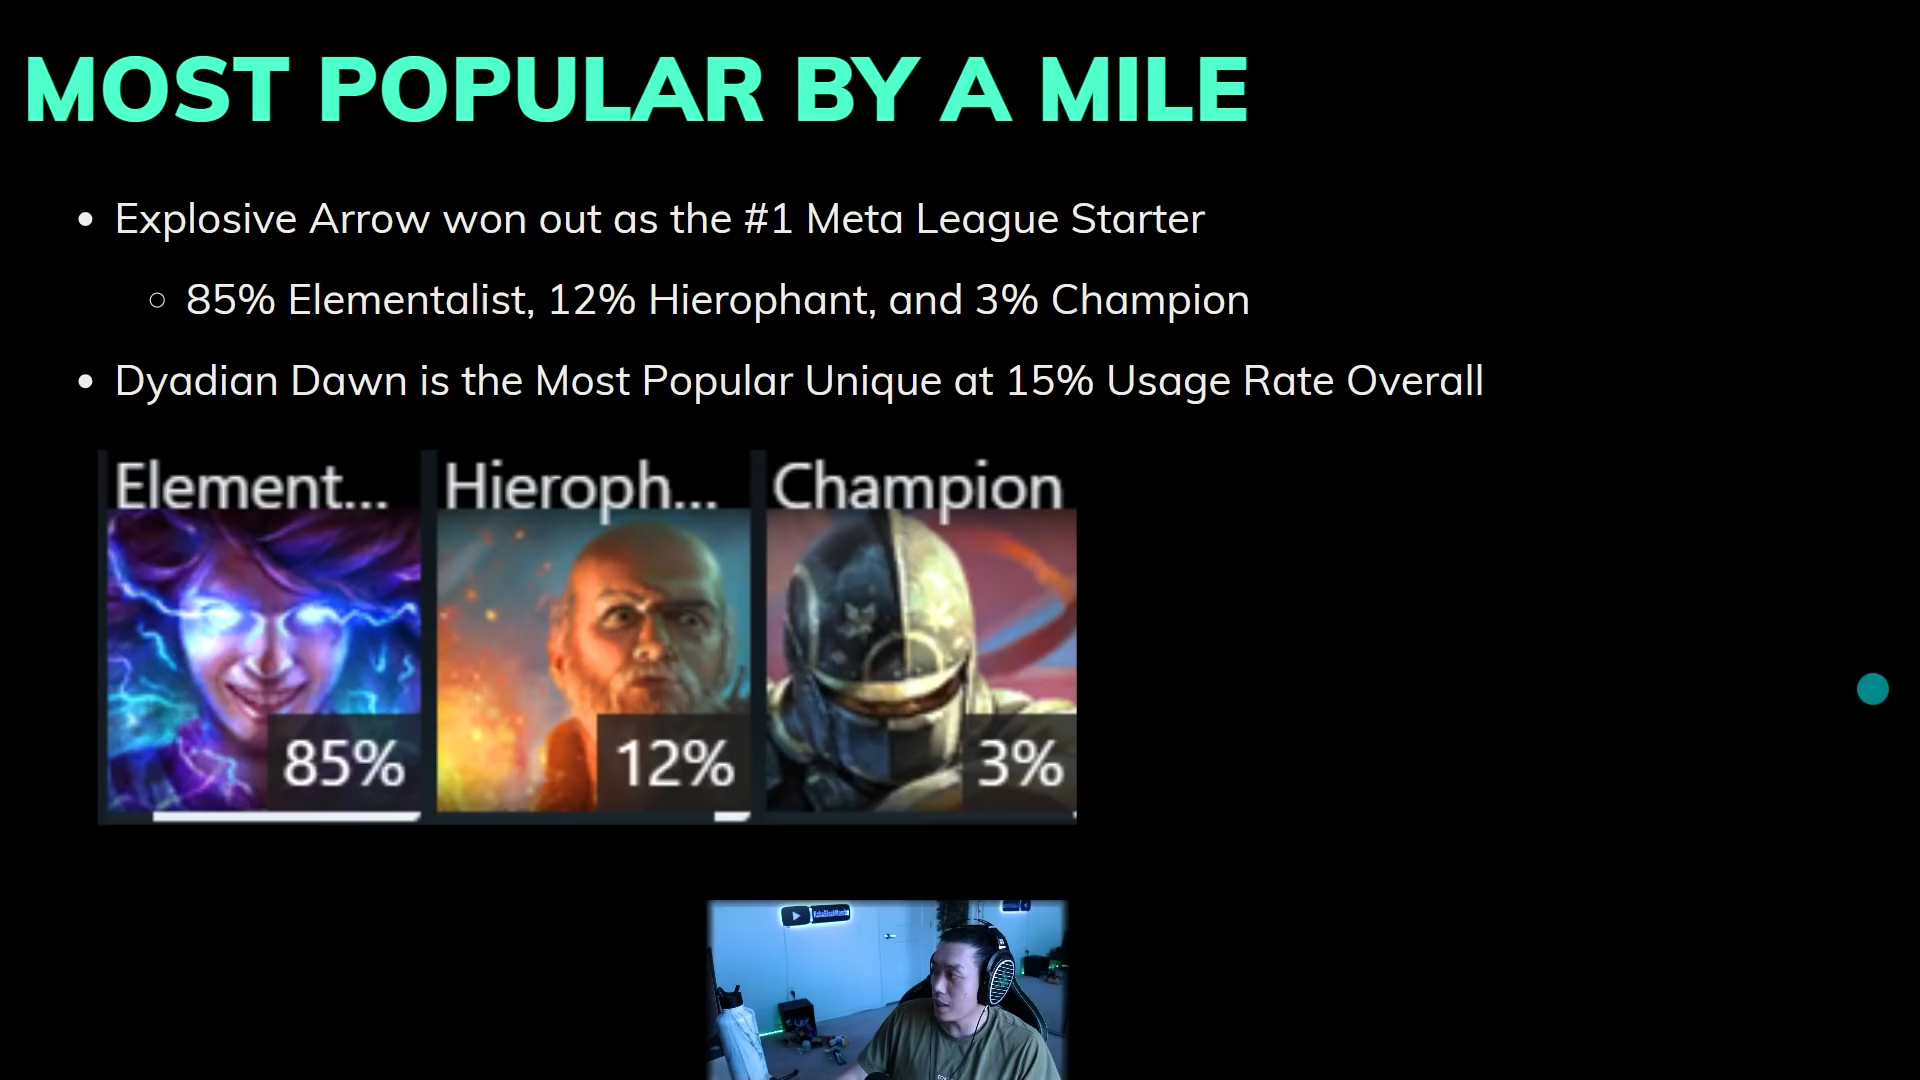 MOST POPULAR BY A MILE
Explosive Arrow won out as the #1 Meta League Starter
85% Elementalist, 12% Hierophant, and 3% Champion
Dyadian Dawn is the Most Popular Unique at 15% Usage Rate Overall
Element... Hieroph... Champion
85% 12% 3%